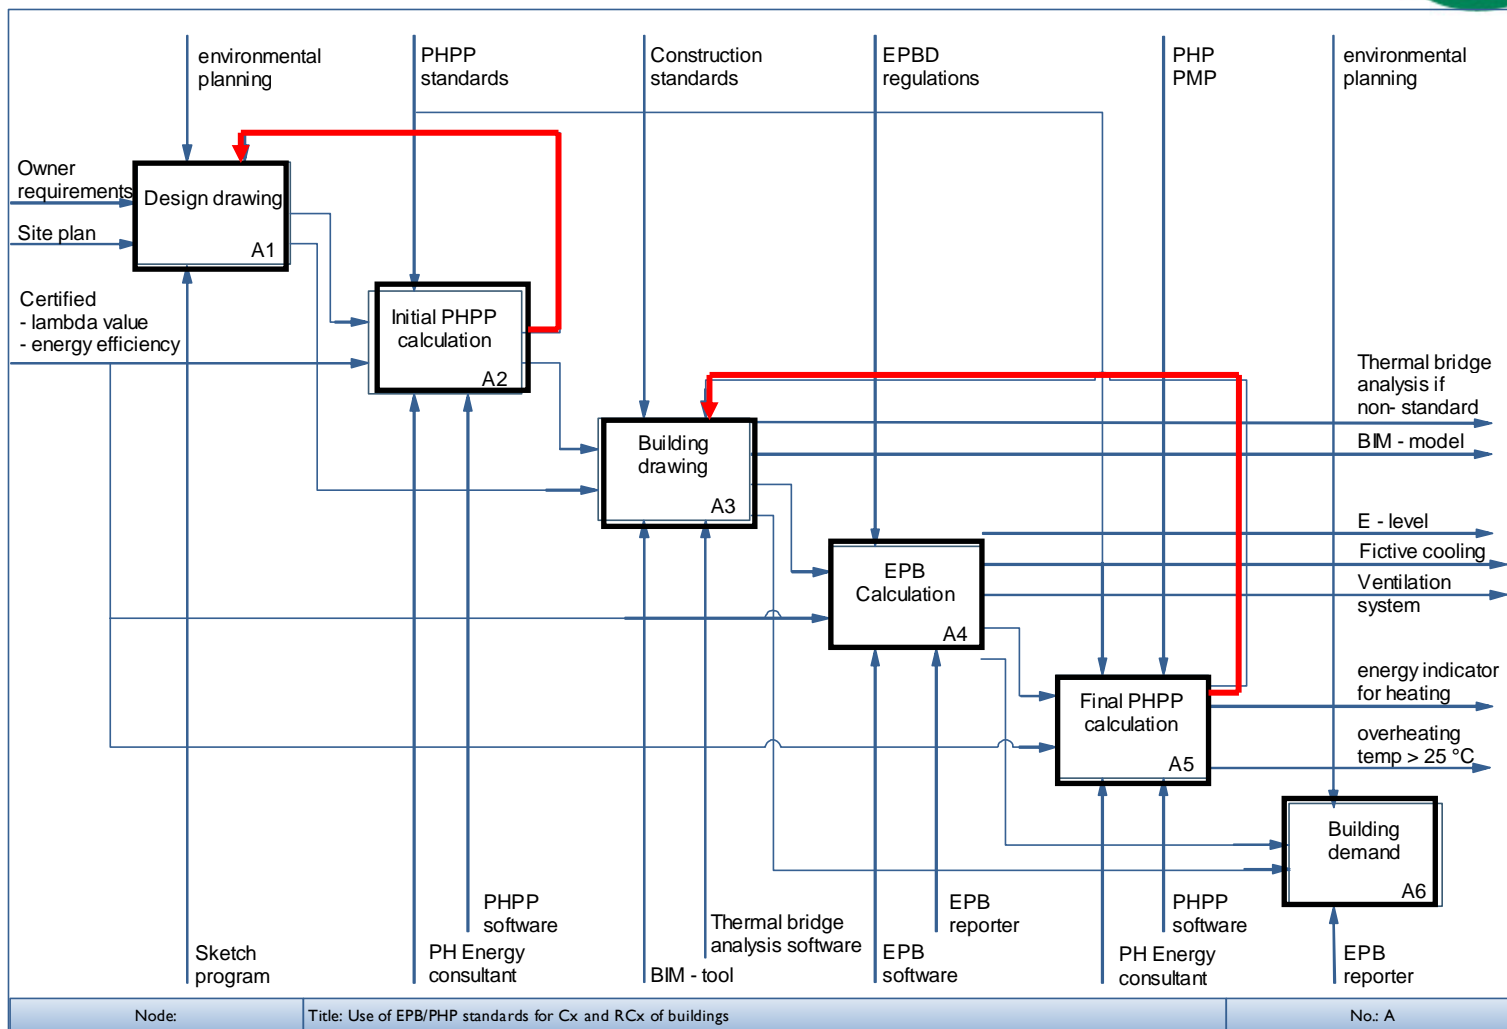 environmental
planning
PHPP
standards
Construction
standards
EPBD
regulations
PHP
PMP
environmental
planning
Owner
requirements
Site plan
Design drawing
A1
Certified
- lambda value
- energy efficiency
Initial PHPP
calculation
A2
Building
drawing
A3
Thermal bridge
analysis if
non- standard
BIM - model
EPB
Calculation
A4
E - level
Fictive cooling
Ventilation
system
Final PHPP
calculation
A5
energy indicator
for heating
overheating
temp > 25 °C
Building
demand
A6
Sketch
program
PHPP
software
PH Energy
consultant
Thermal bridge
analysis software
BIM - tool
EPB
reporter
EPB
software
PHPP
software
PH Energy
consultant
EPB
reporter
Node:
Title: Use of EPB/PHP standards for Cx and RCx of buildings
No.: A